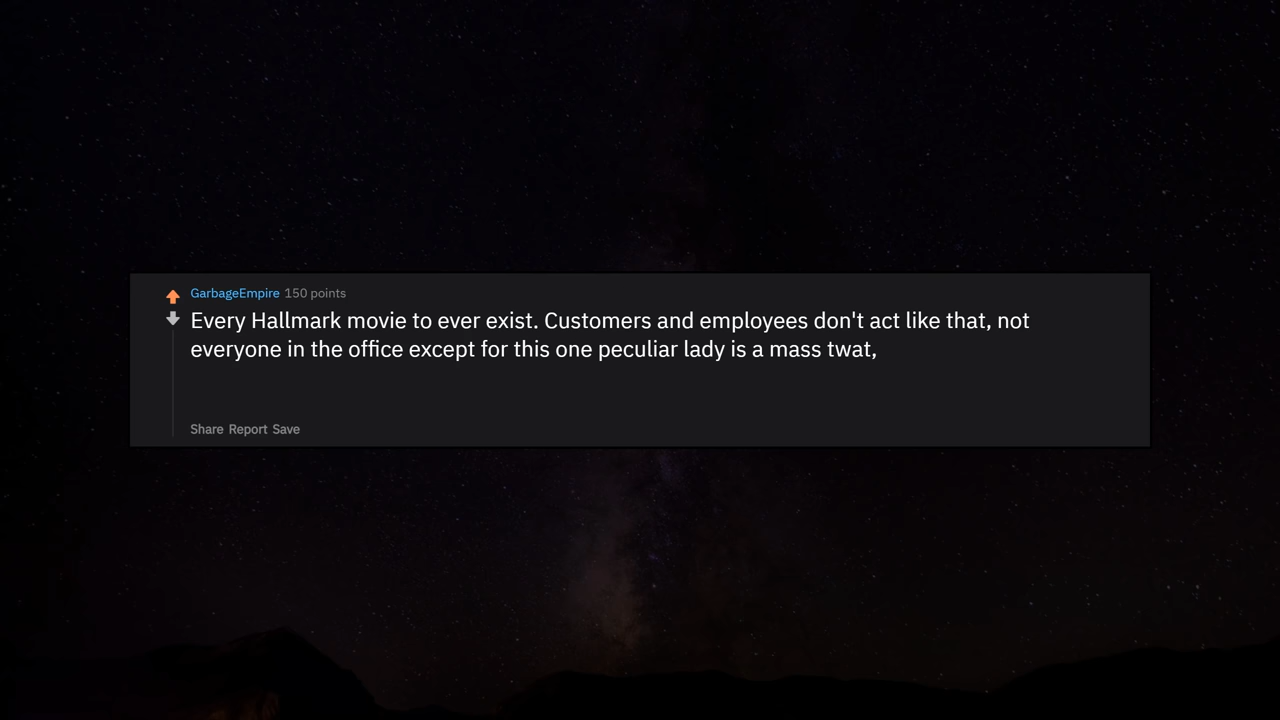 GarbageEmpire 150 points
Every Hallmark movie to ever exist. Customers and employees don't act like that, not
everyone in the office except for this one peculiar lady is a mass twat,
Share Report Save